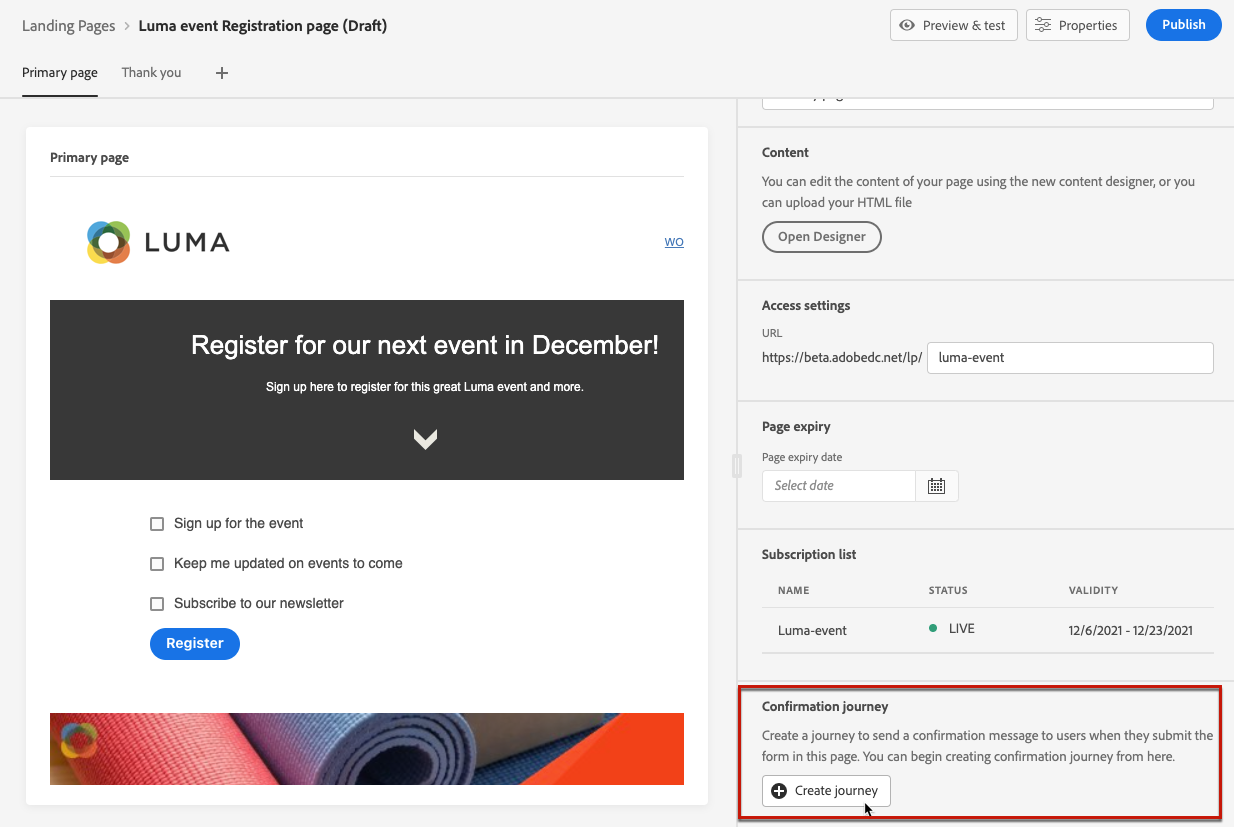 Landing Pages > Luma event Registration page (Draft)
Preview & test
Properties
Publish
Primary page
Thank you
Primary page
LUMA
WO
Register for our next event in December!
Sign up here to register for this great Luma event and more.
Sign up for the event
Keep me updated on events to come
Subscribe to our newsletter
Register
Content
You can edit the content of your page using the new content designer, or you
can upload your HTML file
Open Designer
Access settings
URL
https://beta.adobedc.net/lp/ luma-event
Page expiry
Page expiry date
Select date
Subscription list
NAME STATUS VALIDITY
Luma-event LIVE 12/6/2021 - 12/23/2021
Confirmation journey
Create a journey to send a confirmation message to users when they submit the
form in this page. You can begin creating confirmation journey from here.
Create journey